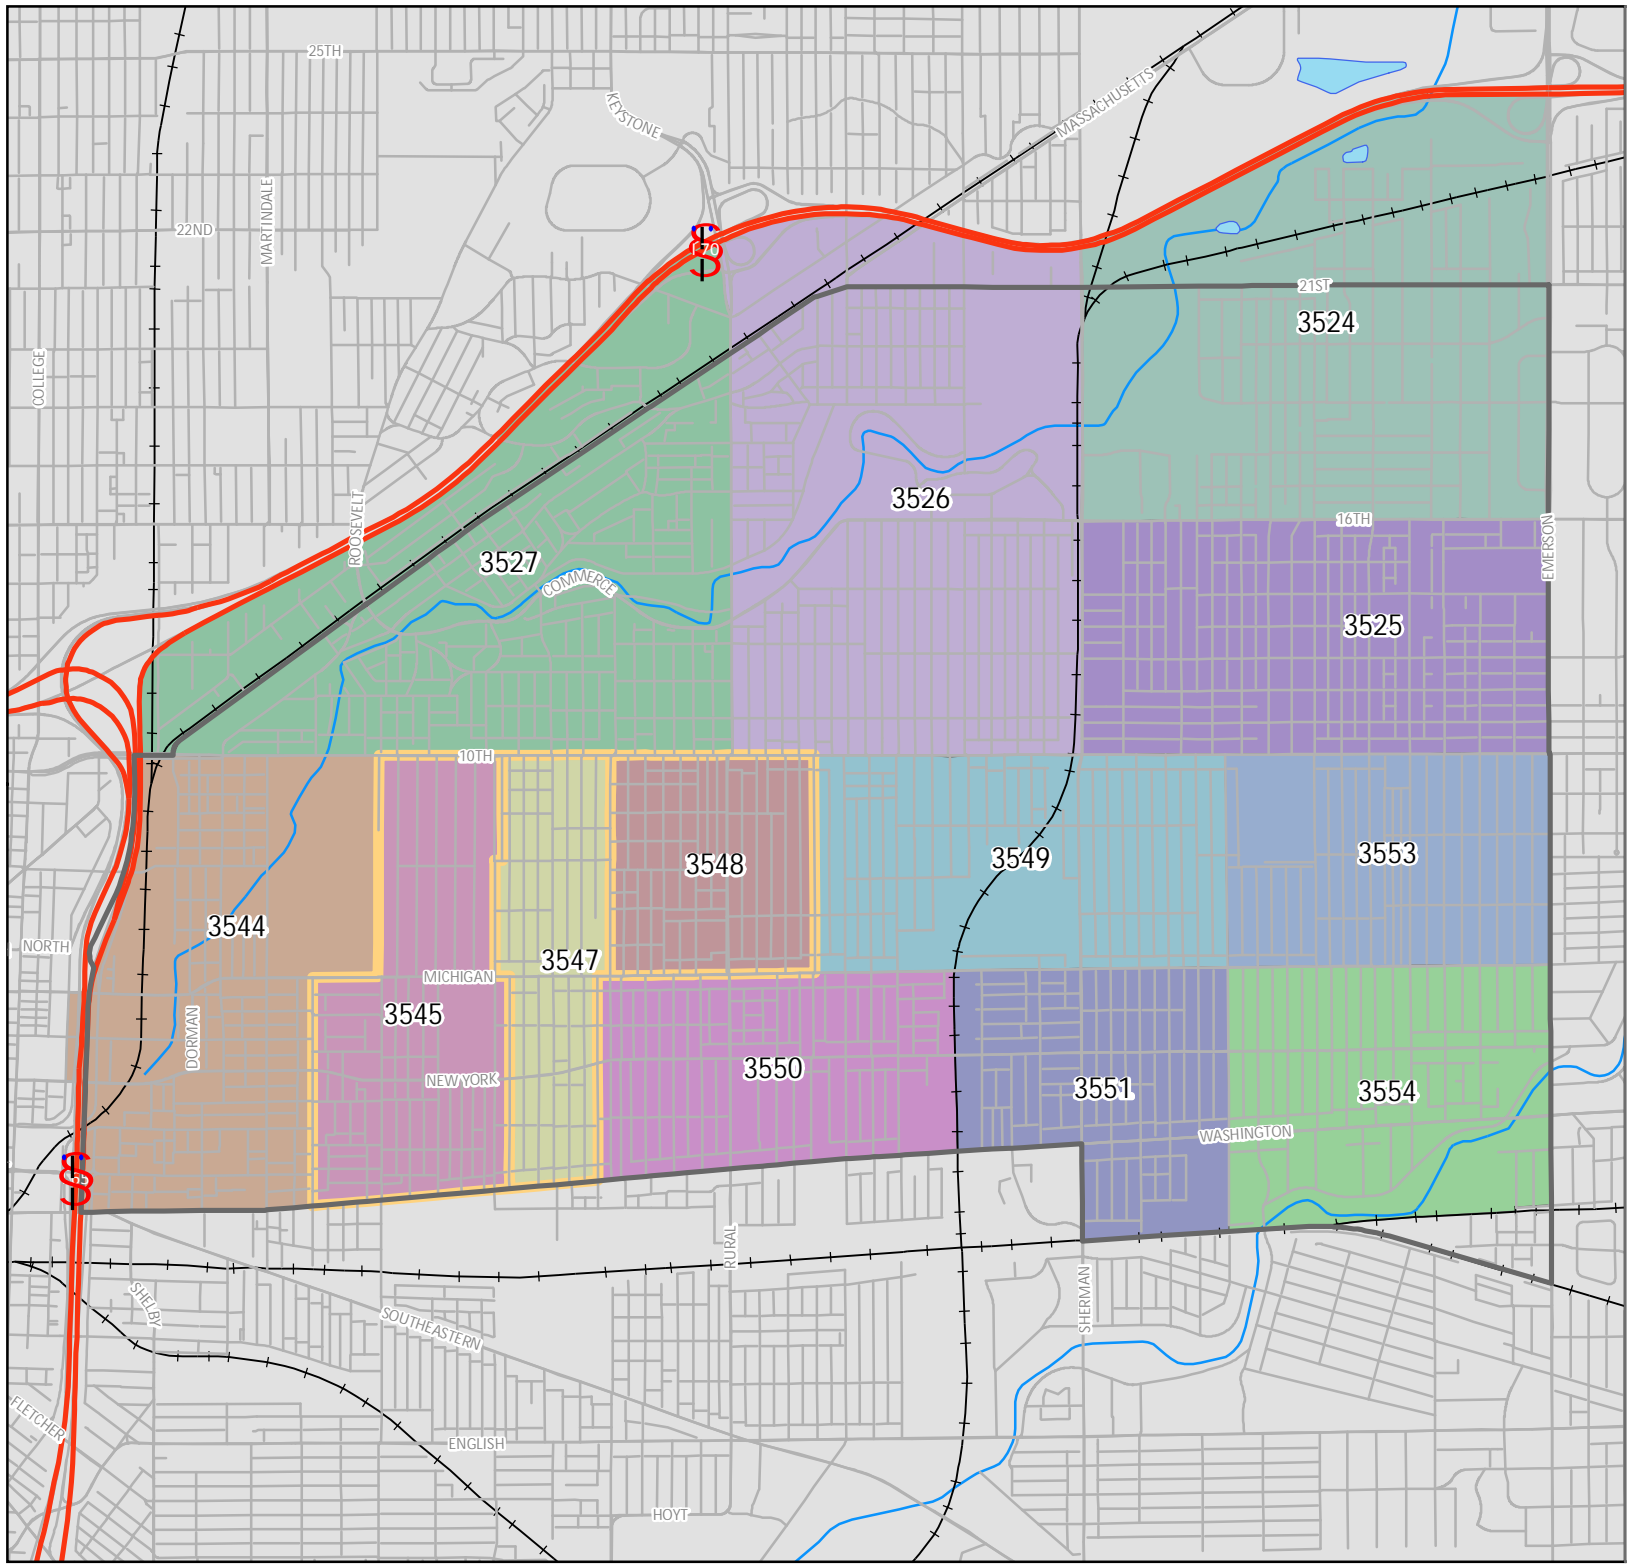 25TH
KEYSTONE
MASSACHUSETTS
MARTINDALE
22ND
70
21ST
3524
COLLEGE
3526
ROOSEVELT
16TH
EMERSON
3527
COMMERCE
3525
10TH
3548
3549
3553
3544
NORTH
3547
MICHIGAN
3545
DORMAN
3550
NEW YORK
3551
3554
WASHINGTON
RURAL
SHELBY
SHERMAN
SOUTHEASTERN
FLETCHER
ENGLISH
HOYT